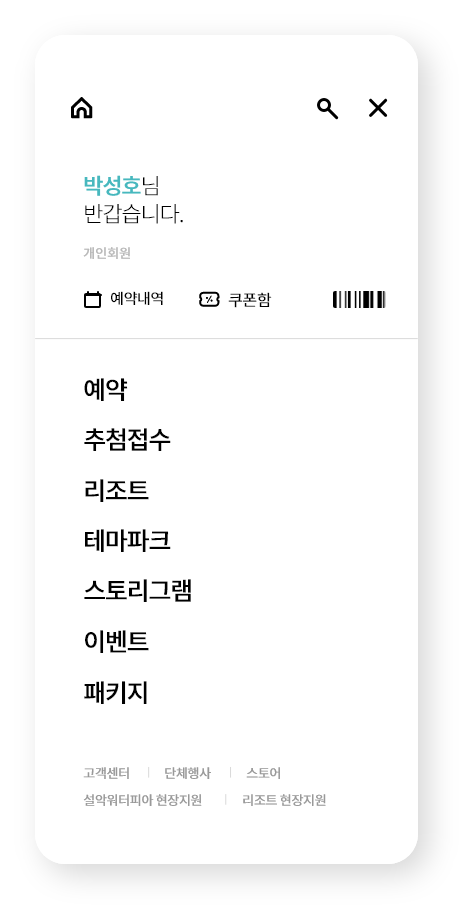 박성호님
반갑습니다.
개인회원
예약내역 쿠폰함
예약
추첨접수
리조트
테마파크
스토리그램
이벤트
패키지
고객센터 | 단체행사 | 스토어
설악워터피아 현장지원 | 리조트 현장지원